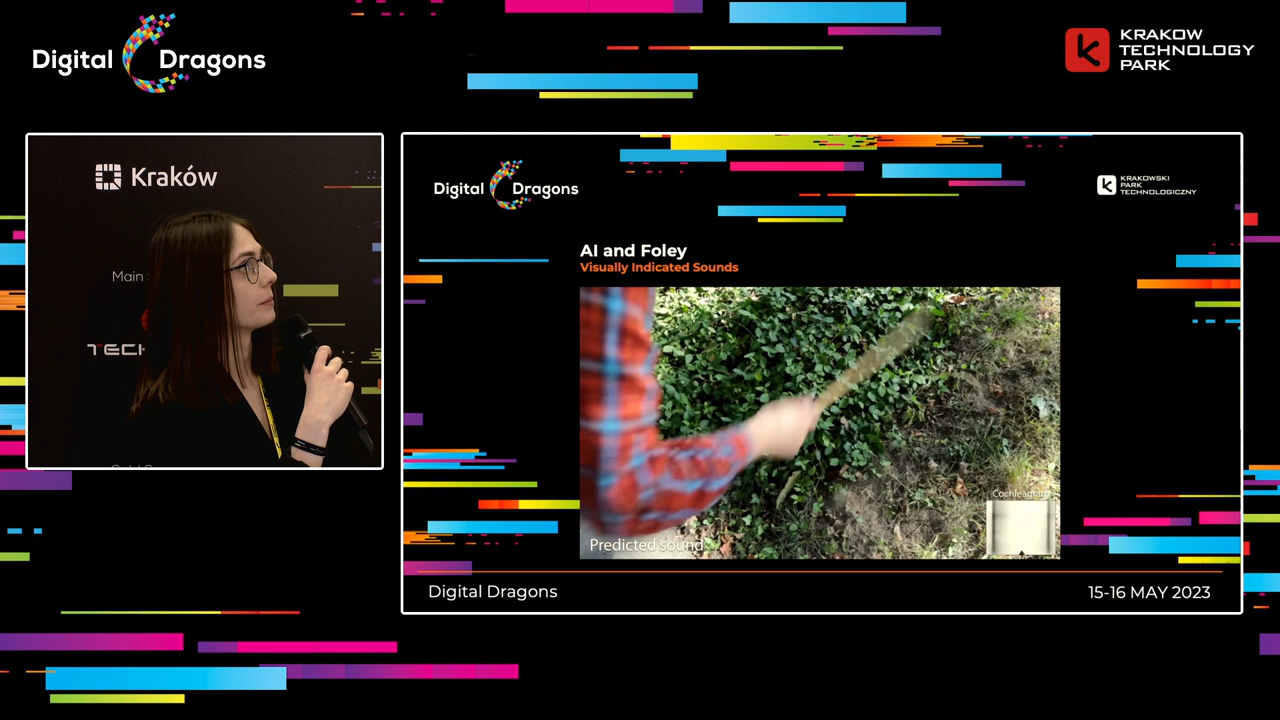 Digital Dragons
KRAKOW
TECHNOLOGY
PARK
Kraków
Main
TECH
Digital Dragons
KRAKOWSKI
PARK
TECHNOLOGICZNY
AI and Foley
Visually Indicated Sounds
Cochleagram
Predicted sound
Digital Dragons
15-16 MAY 2023